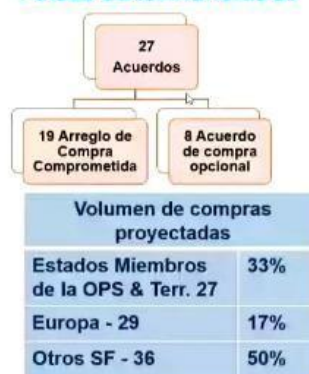 27
Acuerdos
19 Arreglo de
Compra
Comprometida
8 Acuerdo
de compra
opcional
Volumen de compras
proyectadas
Estados Miembros
de la OPS & Terr. 27
33%
Europa - 29
17%
Otros SF - 36
50%